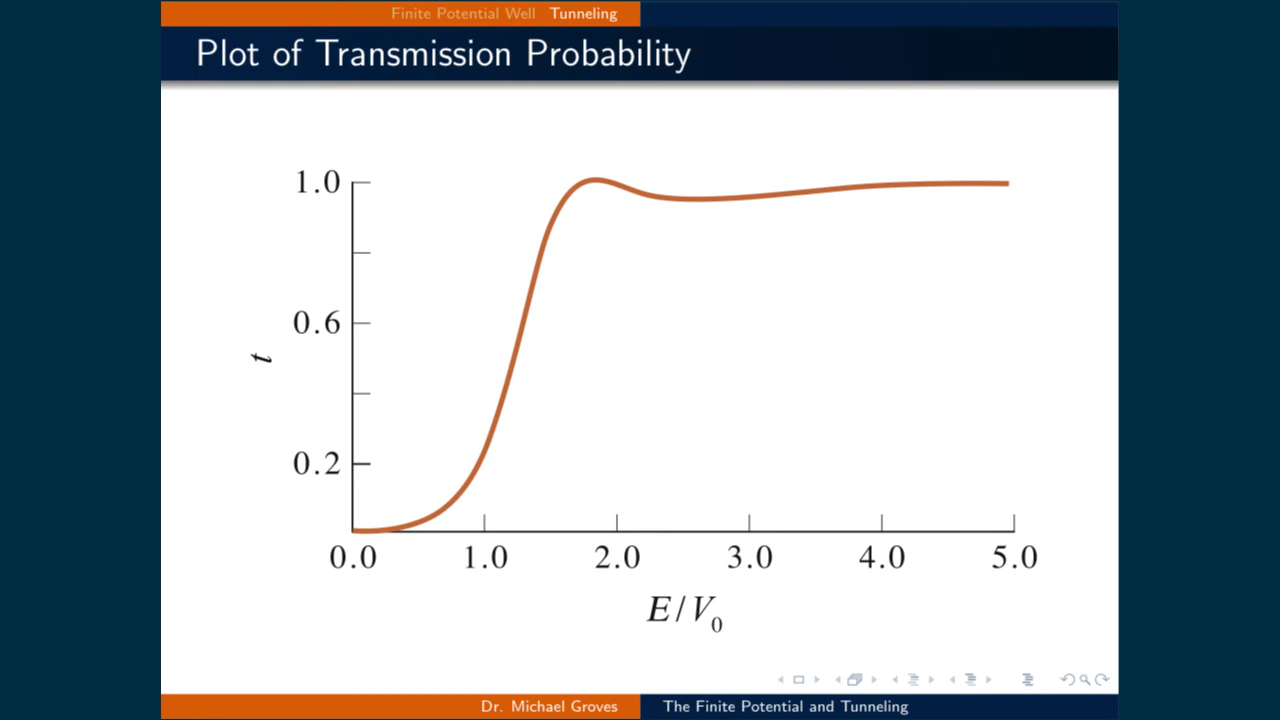 Finite Potential Well Tunneling
Plot of Transmission Probability
1.0
0.6
t
0.2
0.0 1.0 2.0 3.0 4.0 5.0
E/V0
Dr. Michael Groves The Finite Potential and Tunneling